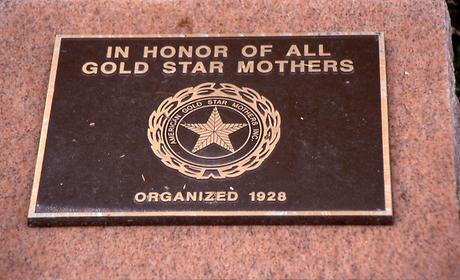 IN HONOR OF ALL
GOLD STAR MOTHERS
AMERICAN GOLD STAR MOTHERS INC.
ORGANIZED 1928